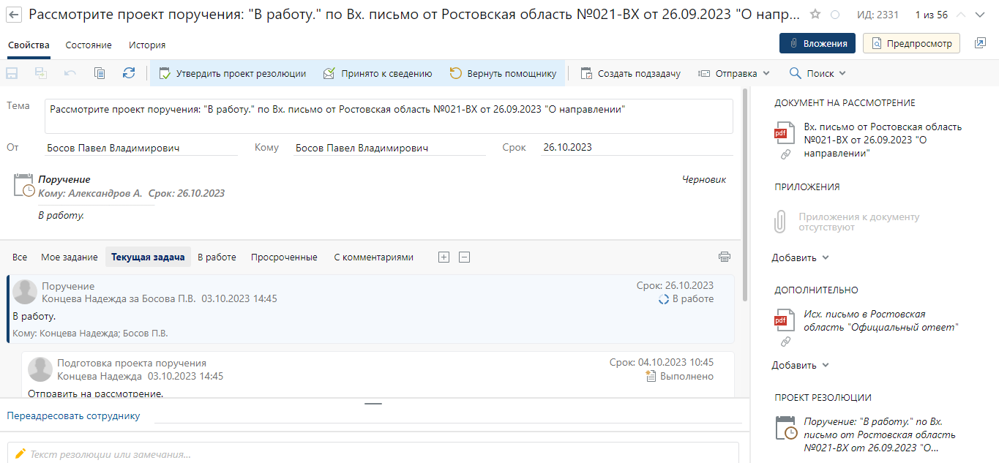 Рассмотрите проект поручения: "В работу." по Вх. письмо от Ростовская область №021-ВХ от 26.09.2023 "О напр...
ИД: 2331
1 из 56
Свойства
Состояние
История
Вложения
Предпросмотр
Утвердить проект резолюции
Принято к сведению
Вернуть помощнику
Создать подзадачу
Отправка
Поиск
Тема
Рассмотрите проект поручения: "В работу." по Вх. письмо от Ростовская область №021-ВХ от 26.09.2023 "О направлении"
От
Босов Павел Владимирович
Кому
Босов Павел Владимирович
Срок
26.10.2023
Поручение
Черновик
Кому: Александров А. Срок: 26.10.2023
В работу.
Все
Мое задание
Текущая задача
В работе
Просроченные
С комментариями
Поручение
Срок: 26.10.2023
Концева Надежда за Босова П.В. 03.10.2023 14:45
В работе
В работу.
Кому: Концева Надежда; Босов П.В.
Подготовка проекта поручения
Срок: 04.10.2023 10:45
Концева Надежда 03.10.2023 14:45
Выполнено
Отправить на рассмотрение.
Переадресовать сотруднику
Текст резолюции или замечания...
ДОКУМЕНТ НА РАССМОТРЕНИЕ
pdf
Вх. письмо от Ростовская область
№021-ВХ от 26.09.2023 "О
направлении"
ПРИЛОЖЕНИЯ
Приложения к документу
отсутствуют
Добавить
ДОПОЛНИТЕЛЬНО
pdf
Исх. письмо в Ростовская
область "Официальный ответ"
Добавить
ПРОЕКТ РЕЗОЛЮЦИИ
Поручение: "В работу." по Вх.
письмо от Ростовская область
№021-ВХ от 26.09.2023 "О...